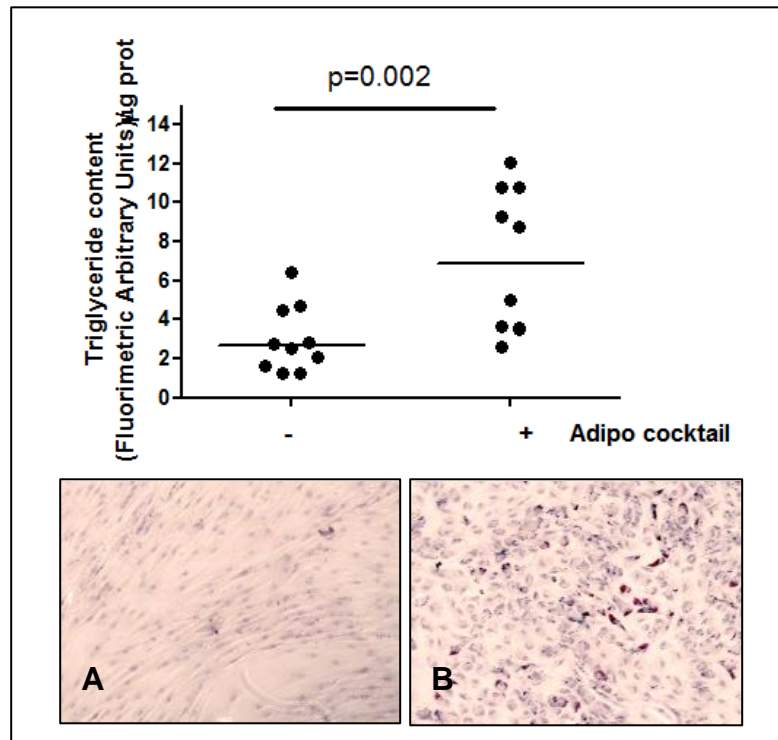 p=0.002
Triglyceride content
(Fluorimetric Arbitrary Units)/µg prot
14
12
10
8
6
4
2
0
- + Adipo cocktail
A B